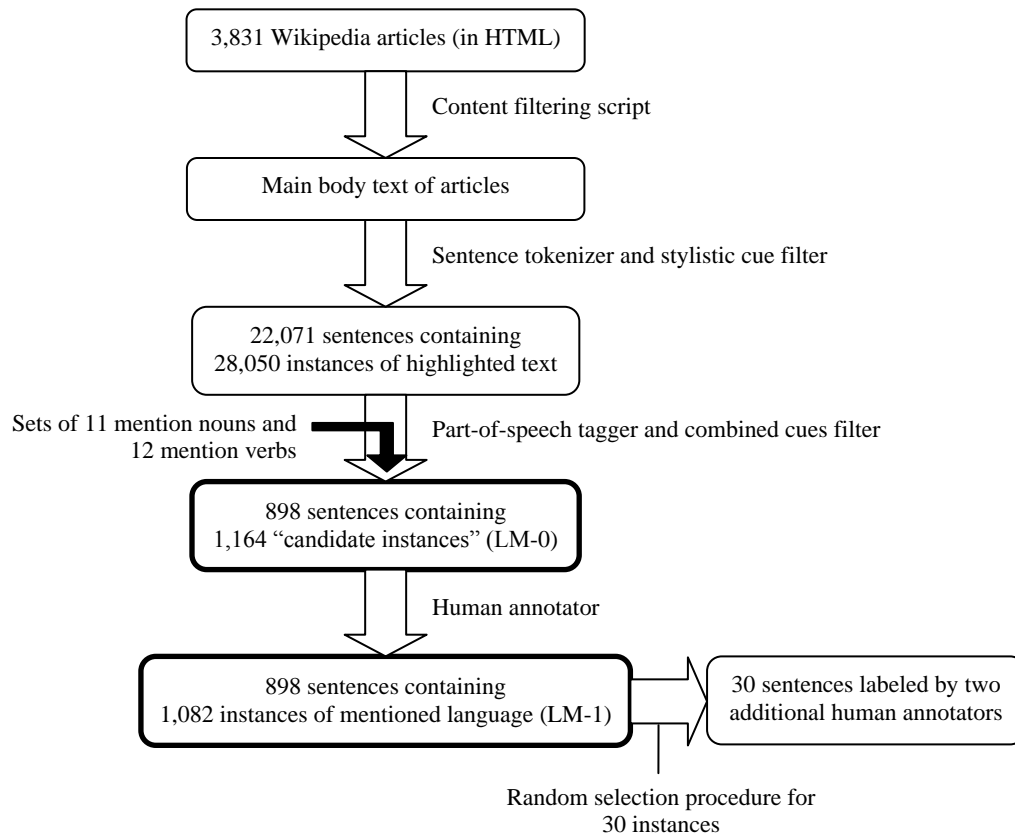 3,831 Wikipedia articles (in HTML)
Content filtering script
Main body text of articles
Sentence tokenizer and stylistic cue filter
22,071 sentences containing
28,050 instances of highlighted text
Sets of 11 mention nouns and
12 mention verbs
Part-of-speech tagger and combined cues filter
898 sentences containing
1,164 “candidate instances” (LM-0)
Human annotator
898 sentences containing
1,082 instances of mentioned language (LM-1)
30 sentences labeled by two
additional human annotators
Random selection procedure for
30 instances